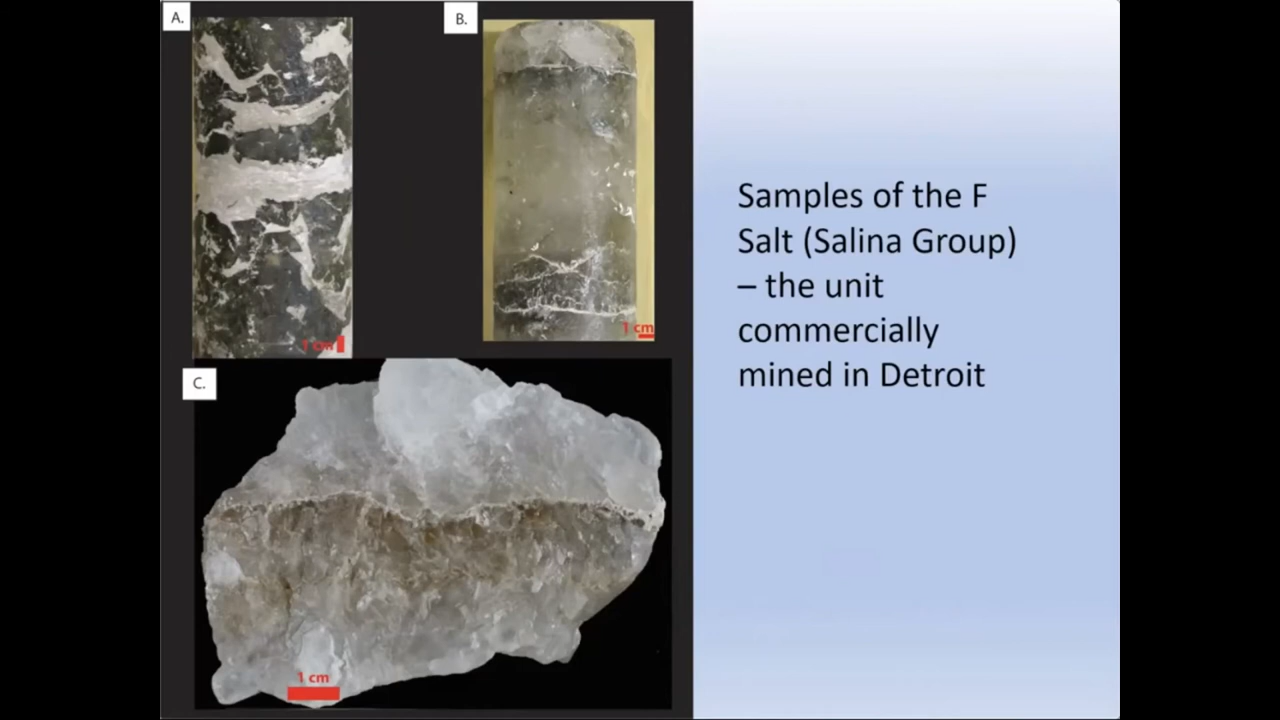 A.
B.
1 cm
1 cm
C.
1 cm
Samples of the F
Salt (Salina Group)
– the unit
commercially
mined in Detroit